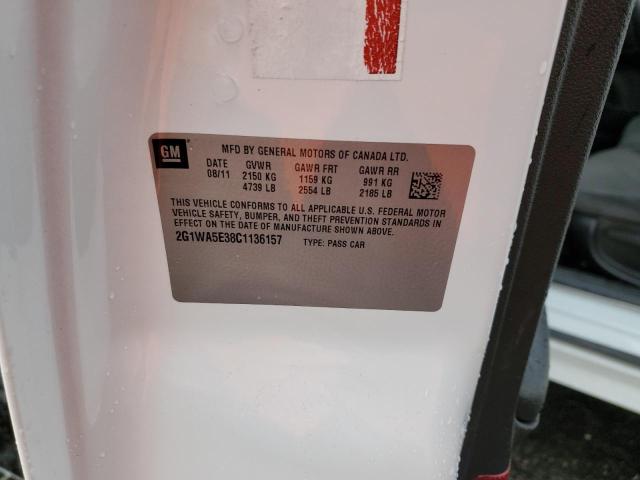 GM
MFD BY GENERAL MOTORS OF CANADA LTD.
DATE GVWR GAWR FRT GAWR RR
08/11 2150 KG 1159 KG 991 KG
4739 LB 2554 LB 2185 LB
THIS VEHICLE CONFORMS TO ALL APPLICABLE U.S. FEDERAL MOTOR
VEHICLE SAFETY, BUMPER, AND THEFT PREVENTION STANDARDS
IN EFFECT ON THE DATE OF MANUFACTURE SHOWN ABOVE.
2G1WA5E38C1136157 TYPE: PASS CAR